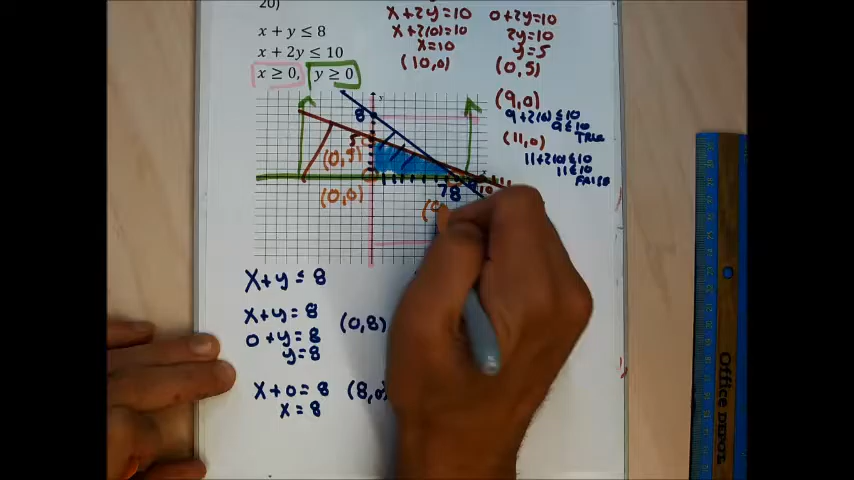 20)
x + y ≤ 8
x + 2y ≤ 10
x ≥ 0, y ≥ 0
x+2y=10
x+2(0)=10
x=10
(10,0)
0+2y=10
2y=10
y=5
(0,5)
(9,0)
9+2(0)≤10
9≤10
True
(11,0)
11+2(0)≤10
11≤10
False
y
8
5
(0,5)
(0,0)
7 8
10
(0
x+y≤8
x+y=8
0+y=8
y=8
(0,8)
x+0=8
x=8
(8,0)
Office DEPOT